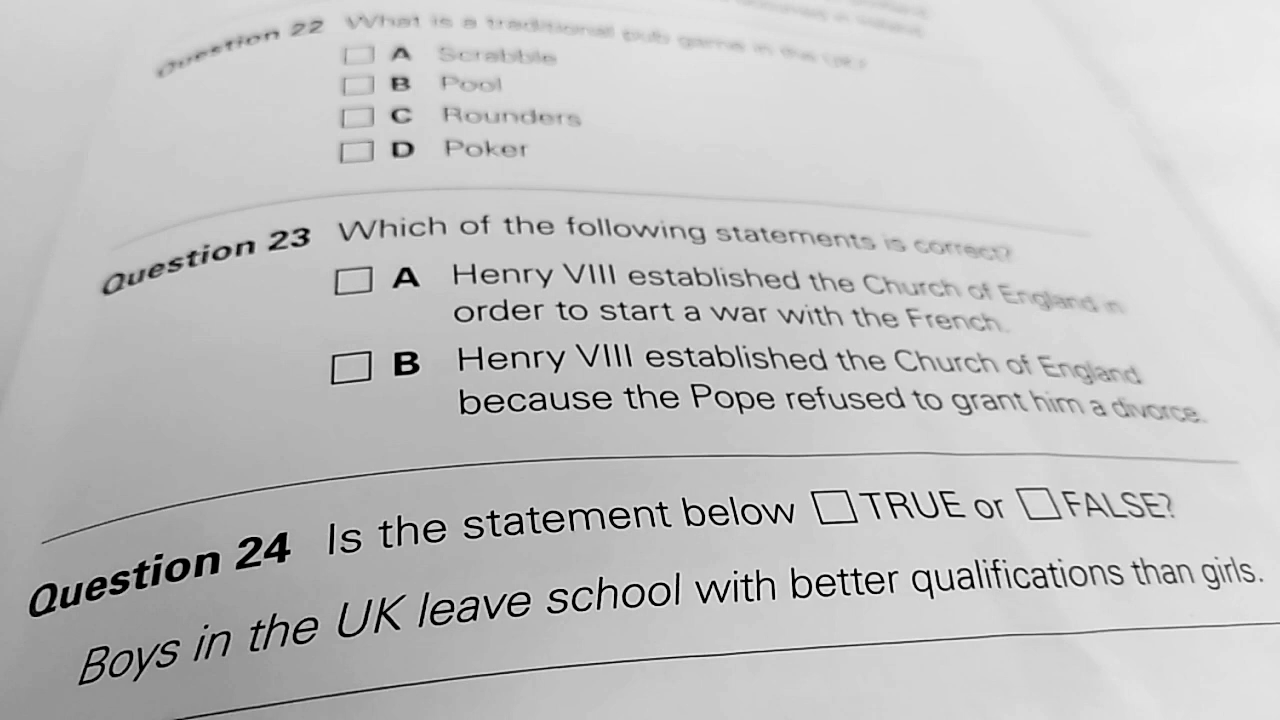 Question 22 What is a traditional pub game in the UK?
A Scrabble
B Pool
C Rounders
D Poker
Question 23 Which of the following statements is correct?
A Henry VIII established the Church of England in
order to start a war with the French.
B Henry VIII established the Church of England
because the Pope refused to grant him a divorce.
Question 24 Is the statement below TRUE or FALSE?
Boys in the UK leave school with better qualifications than girls.